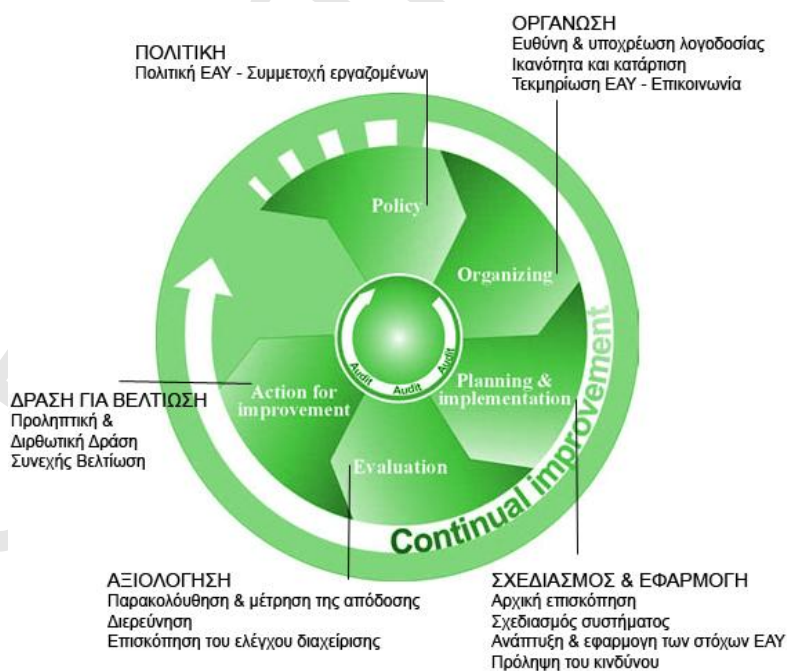 ΟΡΓΑΝΩΣΗ
Ευθύνη & υποχρέωση λογοδοσίας
Ικανότητα και κατάρτιση
Τεκμηρίωση ΕΑΥ - Επικοινωνία
ΠΟΛΙΤΙΚΗ
Πολιτική ΕΑΥ - Συμμετοχή εργαζομένων
Policy
Organizing
Planning &
implementation
Evaluation
Action for
improvement
Audit
Audit
Audit
Continual improvement
ΔΡΑΣΗ ΓΙΑ ΒΕΛΤΙΩΣΗ
Προληπτική &
Διρθωτική Δράση
Συνεχής Βελτίωση
ΑΞΙΟΛΟΓΗΣΗ
Παρακολούθηση & μέτρηση της απόδοσης
Διερεύνηση
Επισκόπηση του ελέγχου διαχείρισης
ΣΧΕΔΙΑΣΜΟΣ & ΕΦΑΡΜΟΓΗ
Αρχική επισκόπηση
Σχεδιασμός συστήματος
Ανάπτυξη & εφαρμογη των στόχων ΕΑΥ
Πρόληψη του κινδύνου